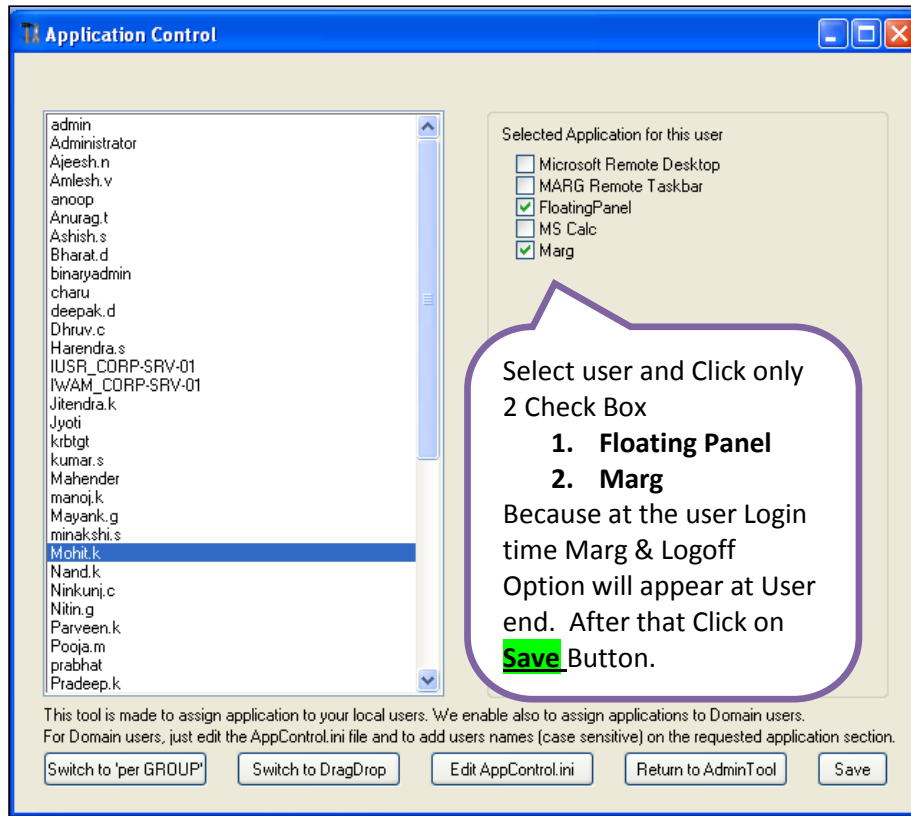 Application Control
admin
Administrator
Ajeesh.n
Amlesh.v
anoop
Anurag.t
Ashish.s
Bharat.d
binaryadmin
charu
deepak.d
Dhruv.c
Harendra.s
IUSR_CORP-SRV-01
IWAM_CORP-SRV-01
Jitendra.k
Jyoti
krbtgt
kumar.s
Mahender
manoj.k
Mayank.g
minakshi.s
Mohit.k
Nand.k
Ninkunj.c
Nitin.g
Parveen.k
Pooja.m
prabhat
Pradeep.k
Selected Application for this user
Microsoft Remote Desktop
MARG Remote Taskbar
FloatingPanel
MS Calc
Marg
Select user and Click only
2 Check Box
1. Floating Panel
2. Marg
Because at the user Login
time Marg & Logoff
Option will appear at User
end. After that Click on
Save Button.
This tool is made to assign application to your local users. We enable also to assign applications to Domain users.
For Domain users, just edit the AppControl.ini file and to add users names (case sensitive) on the requested application section.
Switch to 'per GROUP'
Switch to DragDrop
Edit AppControl.ini
Return to AdminTool
Save